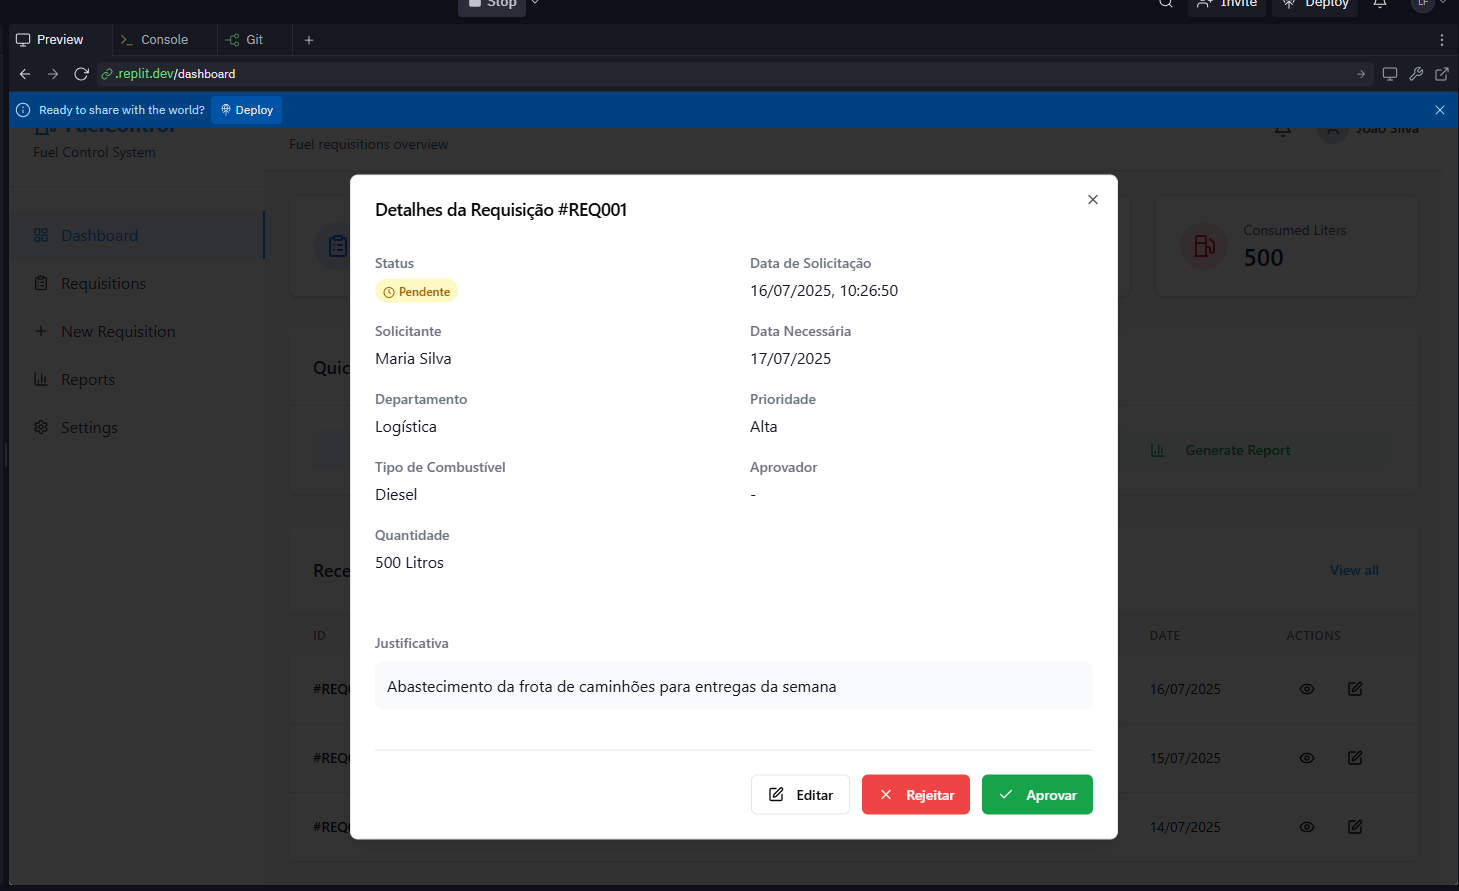 Stop
Invite
Deploy
LF
Preview
Console
Git
.replit.dev/dashboard
Ready to share with the world?
Deploy
FuelControl
Fuel Control System
Fuel requisitions overview
João Silva
Dashboard
Requisitions
New Requisition
Reports
Settings
Consumed Liters
500
Quic
Generate Report
Rece
View all
ID
DATE
ACTIONS
#REQ
16/07/2025
#REQ
15/07/2025
#REQ
14/07/2025
Detalhes da Requisição #REQ001
Status
Pendente
Data de Solicitação
16/07/2025, 10:26:50
Solicitante
Maria Silva
Data Necessária
17/07/2025
Departamento
Logística
Prioridade
Alta
Tipo de Combustível
Diesel
Aprovador
-
Quantidade
500 Litros
Justificativa
Abastecimento da frota de caminhões para entregas da semana
Editar
Rejeitar
Aprovar